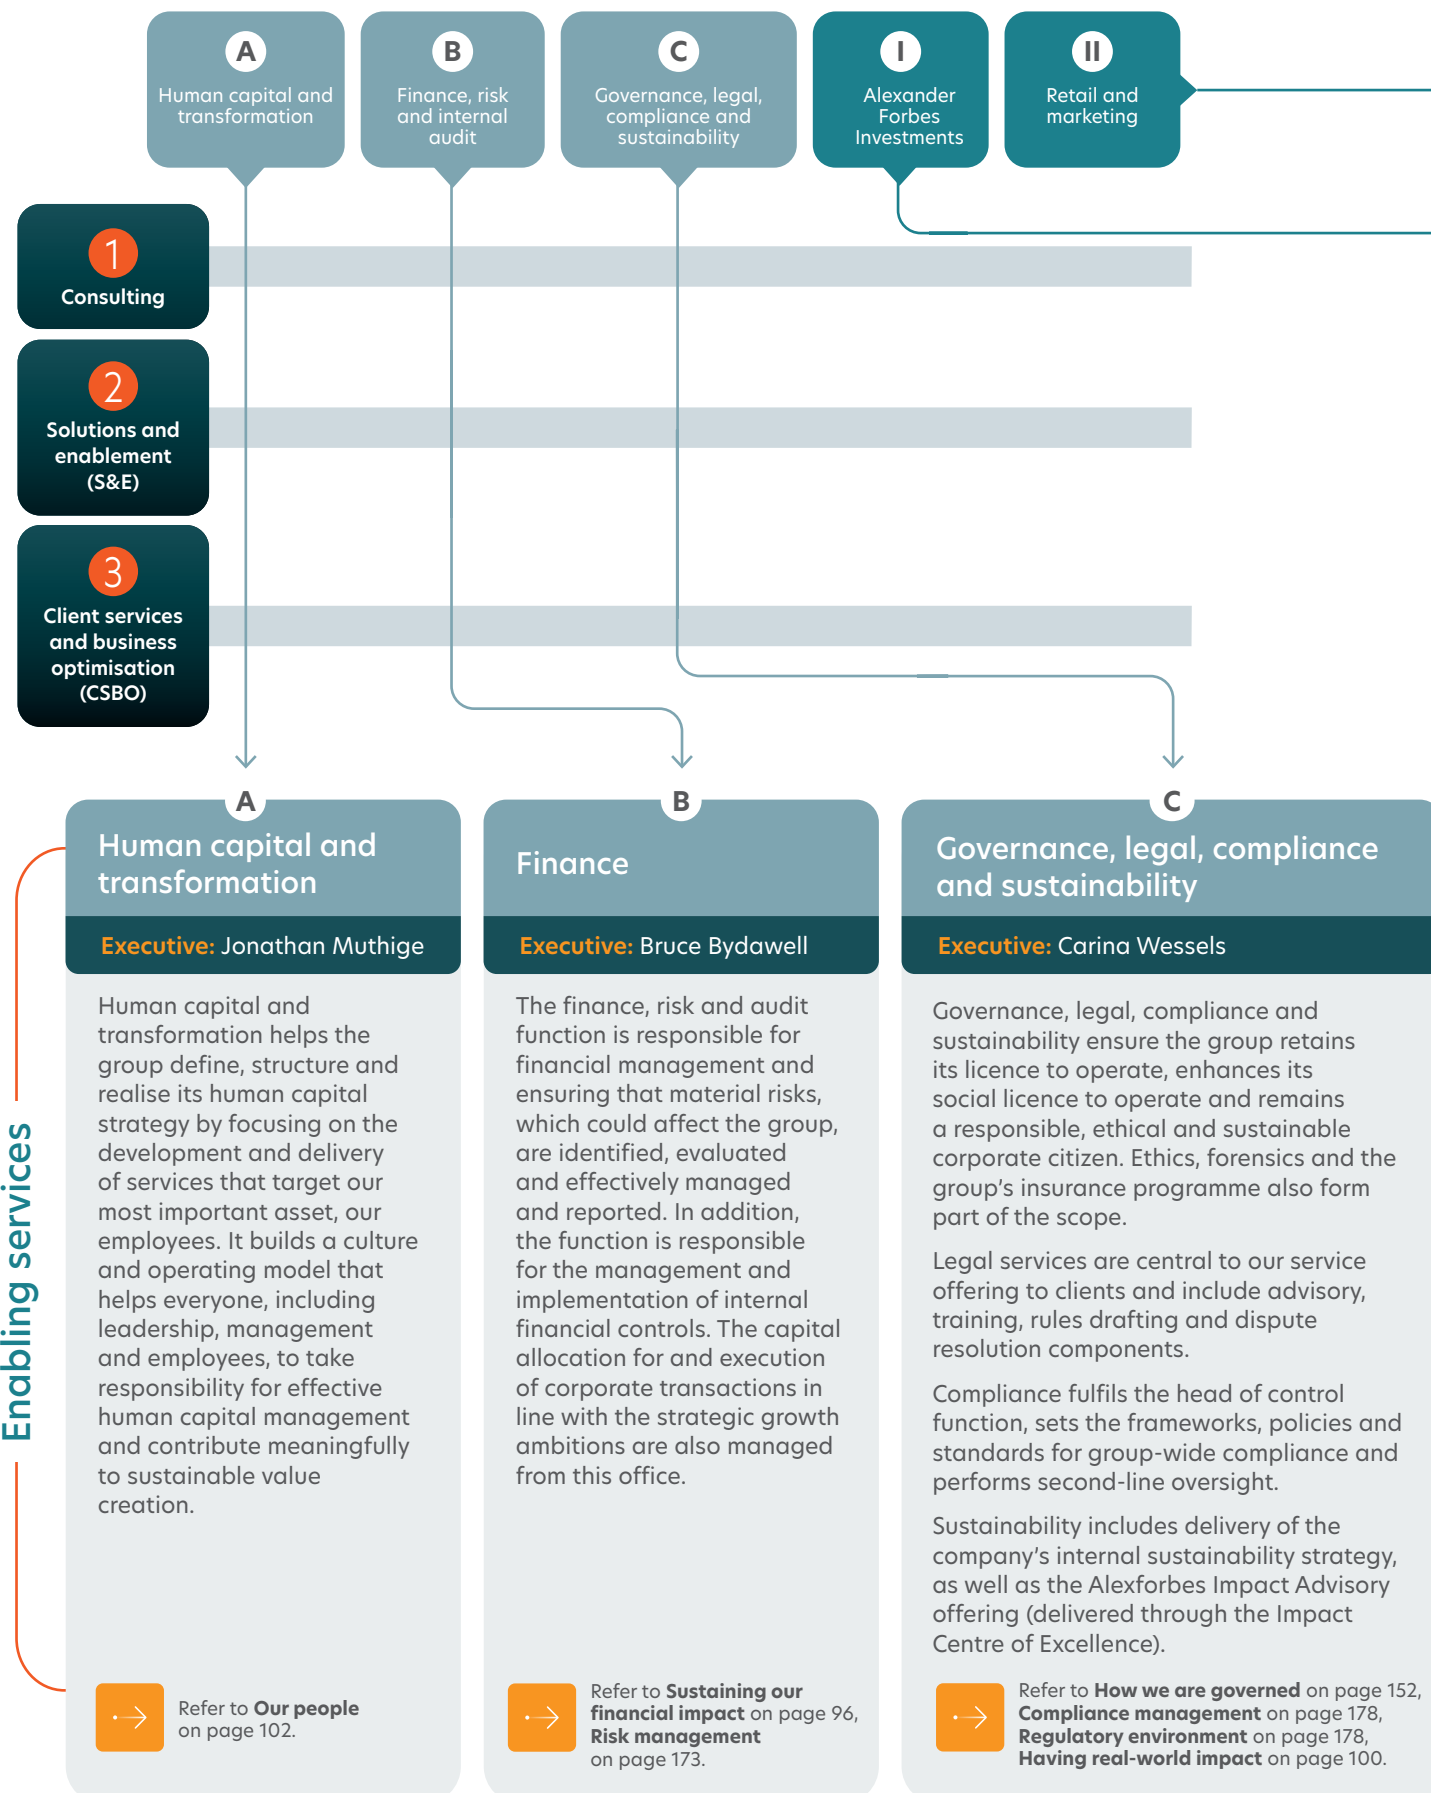 A
Human capital and
transformation
B
Finance, risk
and internal
audit
C
Governance, legal,
compliance and
sustainability
I
Alexander
Forbes
Investments
II
Retail and
marketing
1
Consulting
2
Solutions and
enablement
(S&E)
3
Client services
and business
optimisation
(CSBO)
Enabling services
A
Human capital and
transformation
Executive: Jonathan Muthige
Human capital and
transformation helps the
group define, structure and
realise its human capital
strategy by focusing on the
development and delivery
of services that target our
most important asset, our
employees. It builds a culture
and operating model that
helps everyone, including
leadership, management
and employees, to take
responsibility for effective
human capital management
and contribute meaningfully
to sustainable value
creation.
Refer to Our people
on page 102.
B
Finance
Executive: Bruce Bydawell
The finance, risk and audit
function is responsible for
financial management and
ensuring that material risks,
which could affect the group,
are identified, evaluated
and effectively managed
and reported. In addition,
the function is responsible
for the management and
implementation of internal
financial controls. The capital
allocation for and execution
of corporate transactions in
line with the strategic growth
ambitions are also managed
from this office.
Refer to Sustaining our
financial impact on page 96,
Risk management
on page 173.
C
Governance, legal, compliance
and sustainability
Executive: Carina Wessels
Governance, legal, compliance and
sustainability ensure the group retains
its licence to operate, enhances its
social licence to operate and remains
a responsible, ethical and sustainable
corporate citizen. Ethics, forensics and the
group's insurance programme also form
part of the scope.
Legal services are central to our service
offering to clients and include advisory,
training, rules drafting and dispute
resolution components.
Compliance fulfils the head of control
function, sets the frameworks, policies and
standards for group-wide compliance and
performs second-line oversight.
Sustainability includes delivery of the
company's internal sustainability strategy,
as well as the Alexforbes Impact Advisory
offering (delivered through the Impact
Centre of Excellence).
Refer to How we are governed on page 152,
Compliance management on page 178,
Regulatory environment on page 178,
Having real-world impact on page 100.